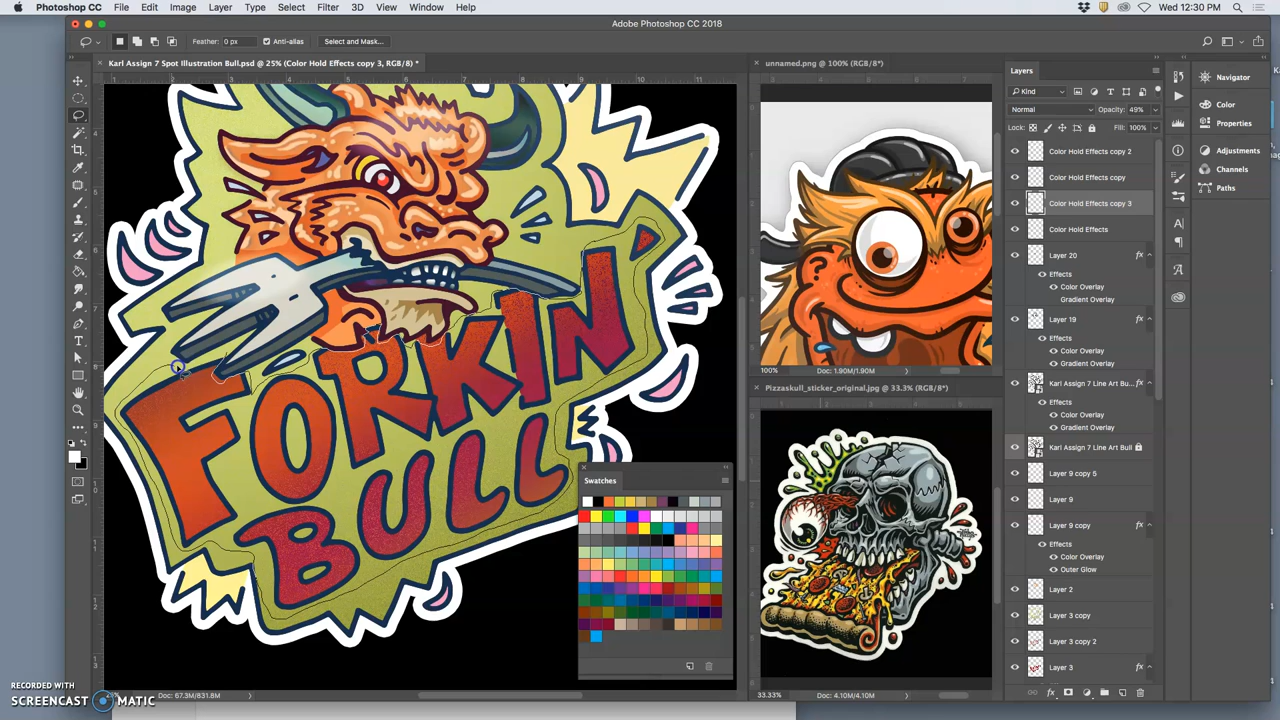 Photoshop CC File Edit Image Layer Type Select Filter 3D View Window Help
Wed 12:30 PM
Adobe Photoshop CC 2018
Feather: 0 px Anti-alias Select and Mask...
Karl Assign 7 Spot Illustration Bull.psd @ 25% (Color Hold Effects copy 3, RGB/8*) *
FORKIN
BULL
Swatches
Doc: 67.3M/831.8M
unnamed.png @ 100% (RGB/8*)
100% Doc: 1.90M/1.90M
Pizzaskull_sticker_original.jpg @ 33.3% (RGB/8*)
33.33% Doc: 4.10M/4.10M
Layers
Kind
Normal Opacity: 49%
Lock: Fill: 100%
Color Hold Effects copy 2
Color Hold Effects copy
Color Hold Effects copy 3
Color Hold Effects
Layer 20 fx
Effects
Color Overlay
Gradient Overlay
Layer 19 fx
Effects
Color Overlay
Gradient Overlay
Karl Assign 7 Line Art Bu... fx
Effects
Color Overlay
Gradient Overlay
Karl Assign 7 Line Art Bull
Layer 9 copy 5
Layer 9
Layer 9 copy fx
Effects
Color Overlay
Outer Glow
Layer 2
Layer 3 copy
Layer 3 copy 2
Layer 3 fx
Navigator
Color
Properties
Adjustments
Channels
Paths
RECORDED WITH
SCREENCAST MATIC